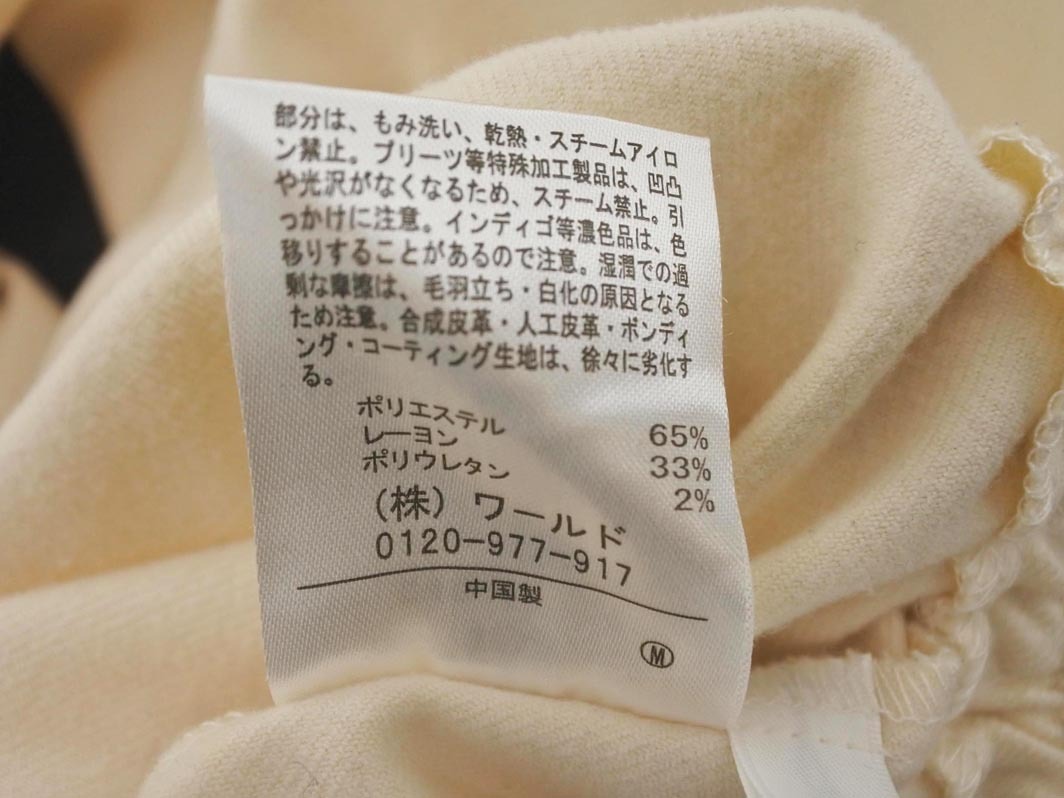 部分は、もみ洗い、乾熱・スチームアイロ
ン禁止。プリーツ等特殊加工製品は、凹凸
や光沢がなくなるため、スチーム禁止。引
っかけに注意。インディゴ等濃色品は、色
移りすることがあるので注意。湿潤での過
剰な摩擦は、毛羽立ち・白化の原因となる
ため注意。合成皮革・人工皮革・ボンディ
ング・コーティング生地は、徐々に劣化す
る。
ポリエステル 65%
レーヨン 33%
ポリウレタン 2%
(株) ワールド
0120-977-917
中国製
M